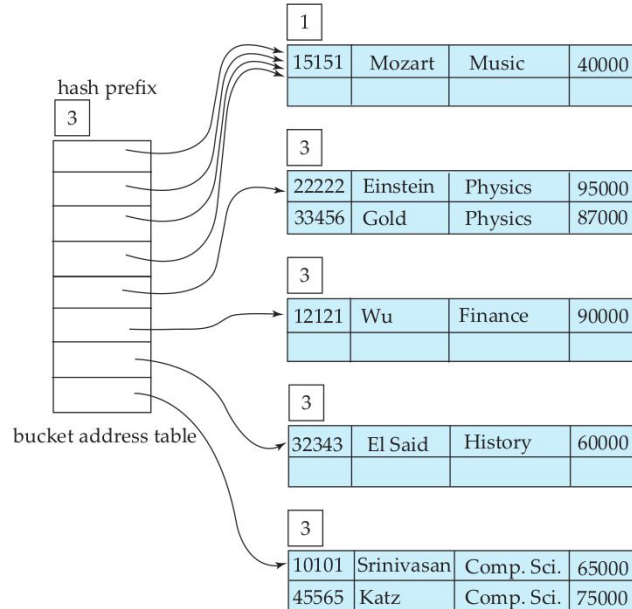 1
15151 Mozart Music 40000
hash prefix
3
3
22222 Einstein Physics 95000
33456 Gold Physics 87000
3
12121 Wu Finance 90000
3
bucket address table
32343 El Said History 60000
3
10101 Srinivasan Comp. Sci. 65000
45565 Katz Comp. Sci. 75000